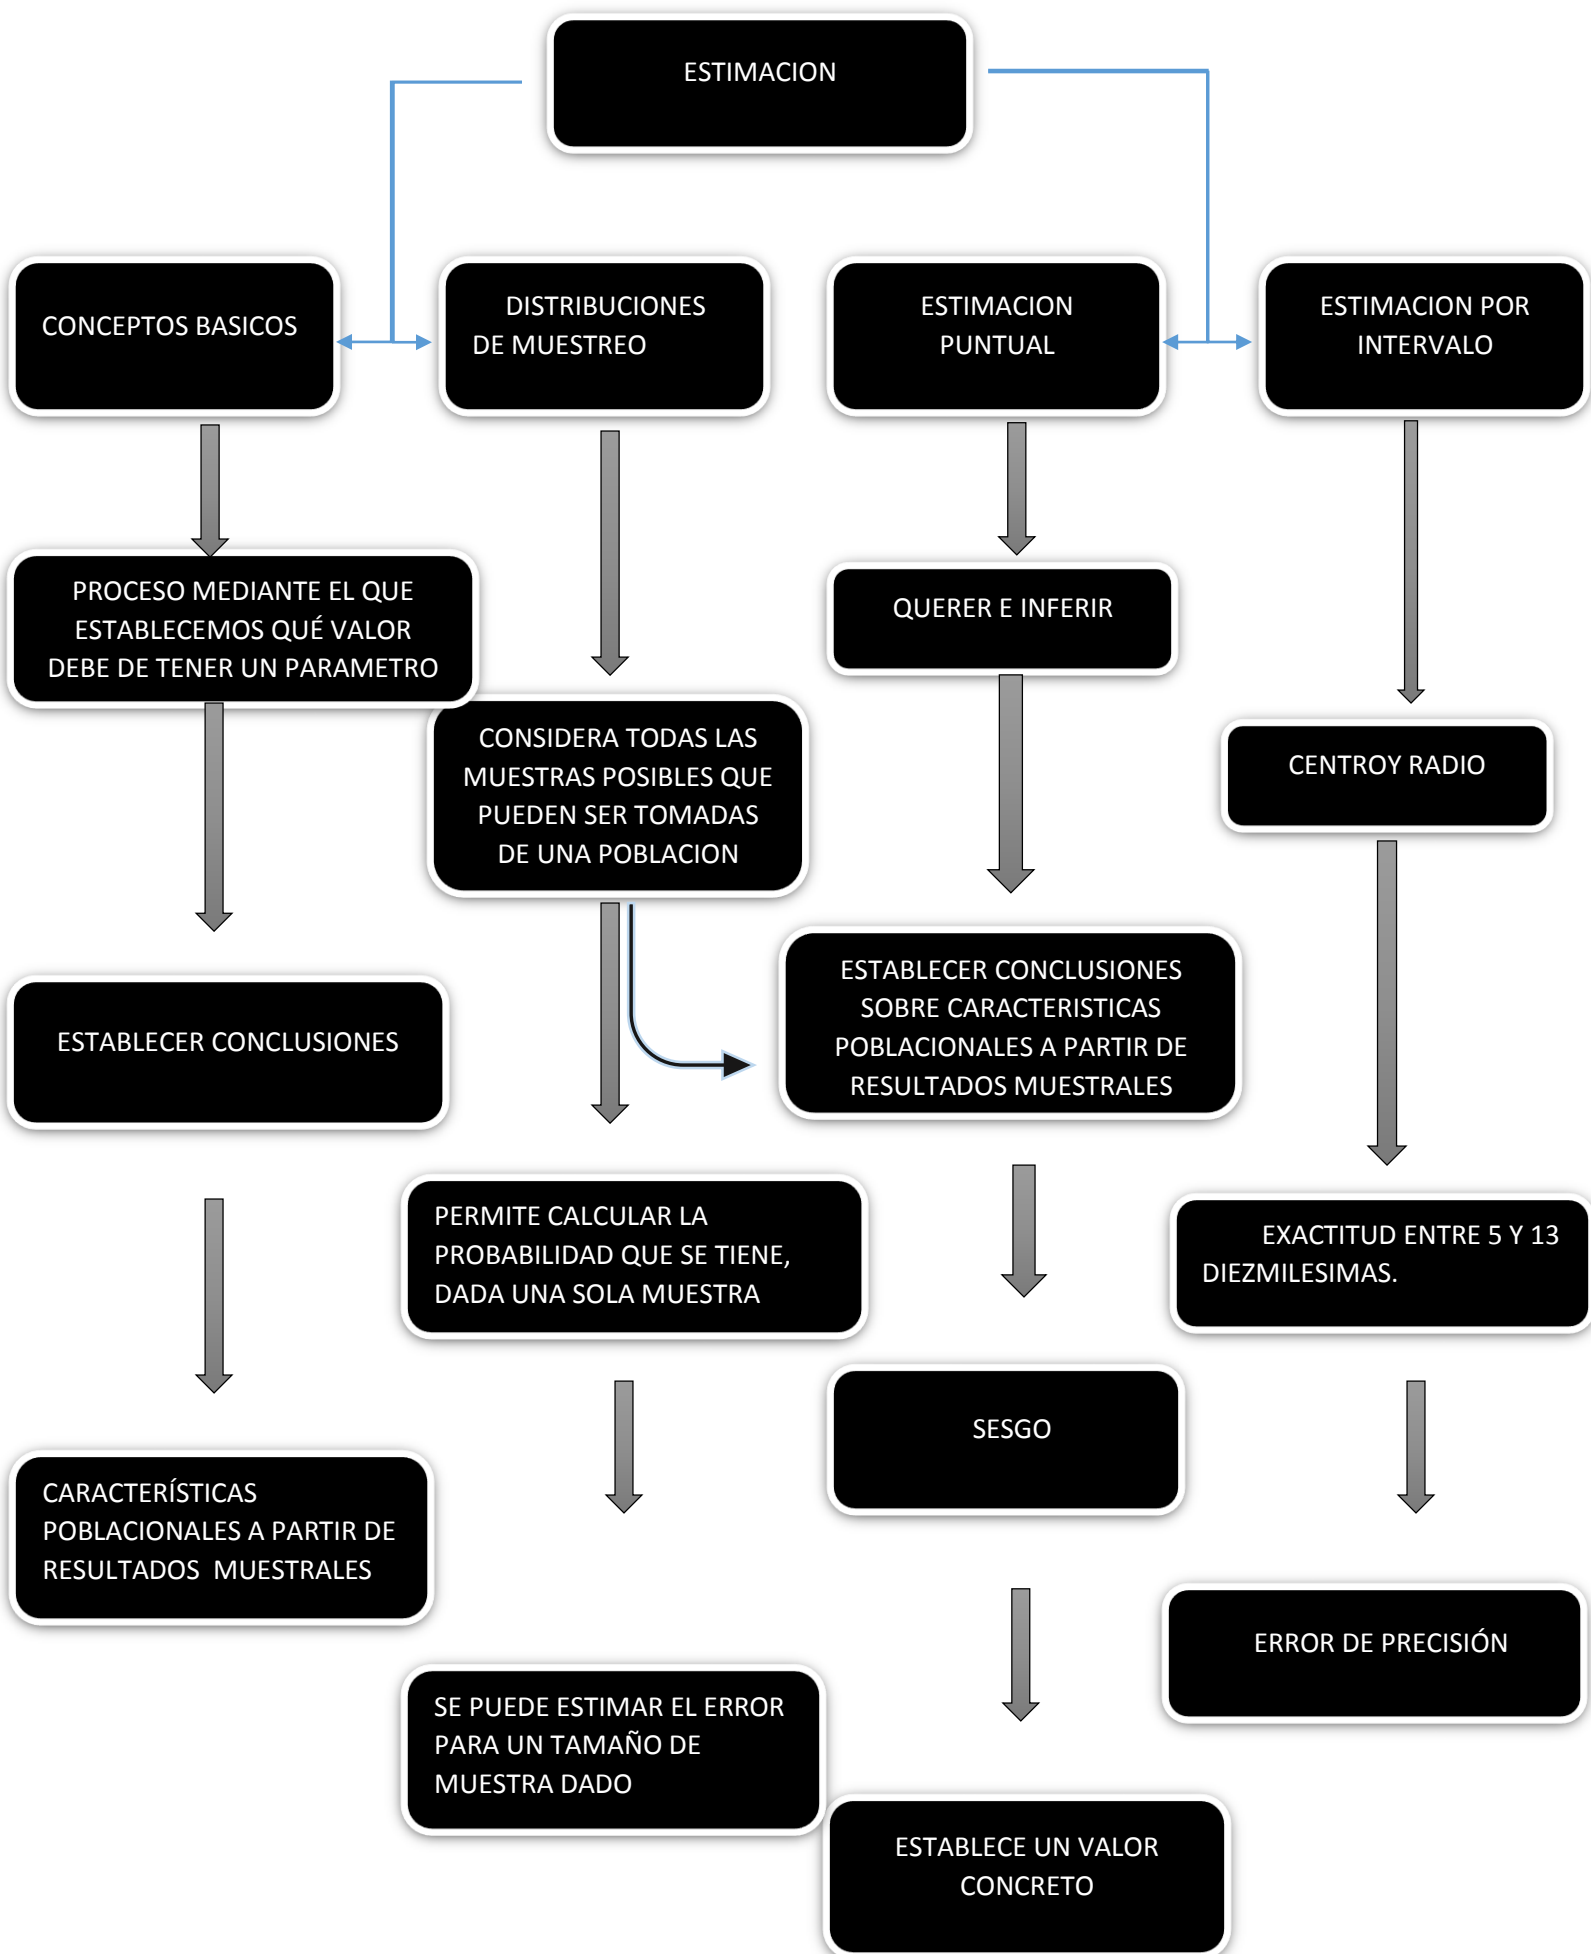 ESTIMACION
CONCEPTOS BASICOS
DISTRIBUCIONES
DE MUESTREO
ESTIMACION
PUNTUAL
ESTIMACION POR
INTERVALO
PROCESO MEDIANTE EL QUE
ESTABLECEMOS QUÉ VALOR
DEBE DE TENER UN PARAMETRO
QUERER E INFERIR
CONSIDERA TODAS LAS
MUESTRAS POSIBLES QUE
PUEDEN SER TOMADAS
DE UNA POBLACION
CENTROY RADIO
ESTABLECER CONCLUSIONES
ESTABLECER CONCLUSIONES
SOBRE CARACTERISTICAS
POBLACIONALES A PARTIR DE
RESULTADOS MUESTRALES
PERMITE CALCULAR LA
PROBABILIDAD QUE SE TIENE,
DADA UNA SOLA MUESTRA
EXACTITUD ENTRE 5 Y 13
DIEZMILESIMAS.
SESGO
CARACTERÍSTICAS
POBLACIONALES A PARTIR DE
RESULTADOS  MUESTRALES
ERROR DE PRECISIÓN
SE PUEDE ESTIMAR EL ERROR
PARA UN TAMAÑO DE
MUESTRA DADO
ESTABLECE UN VALOR
CONCRETO